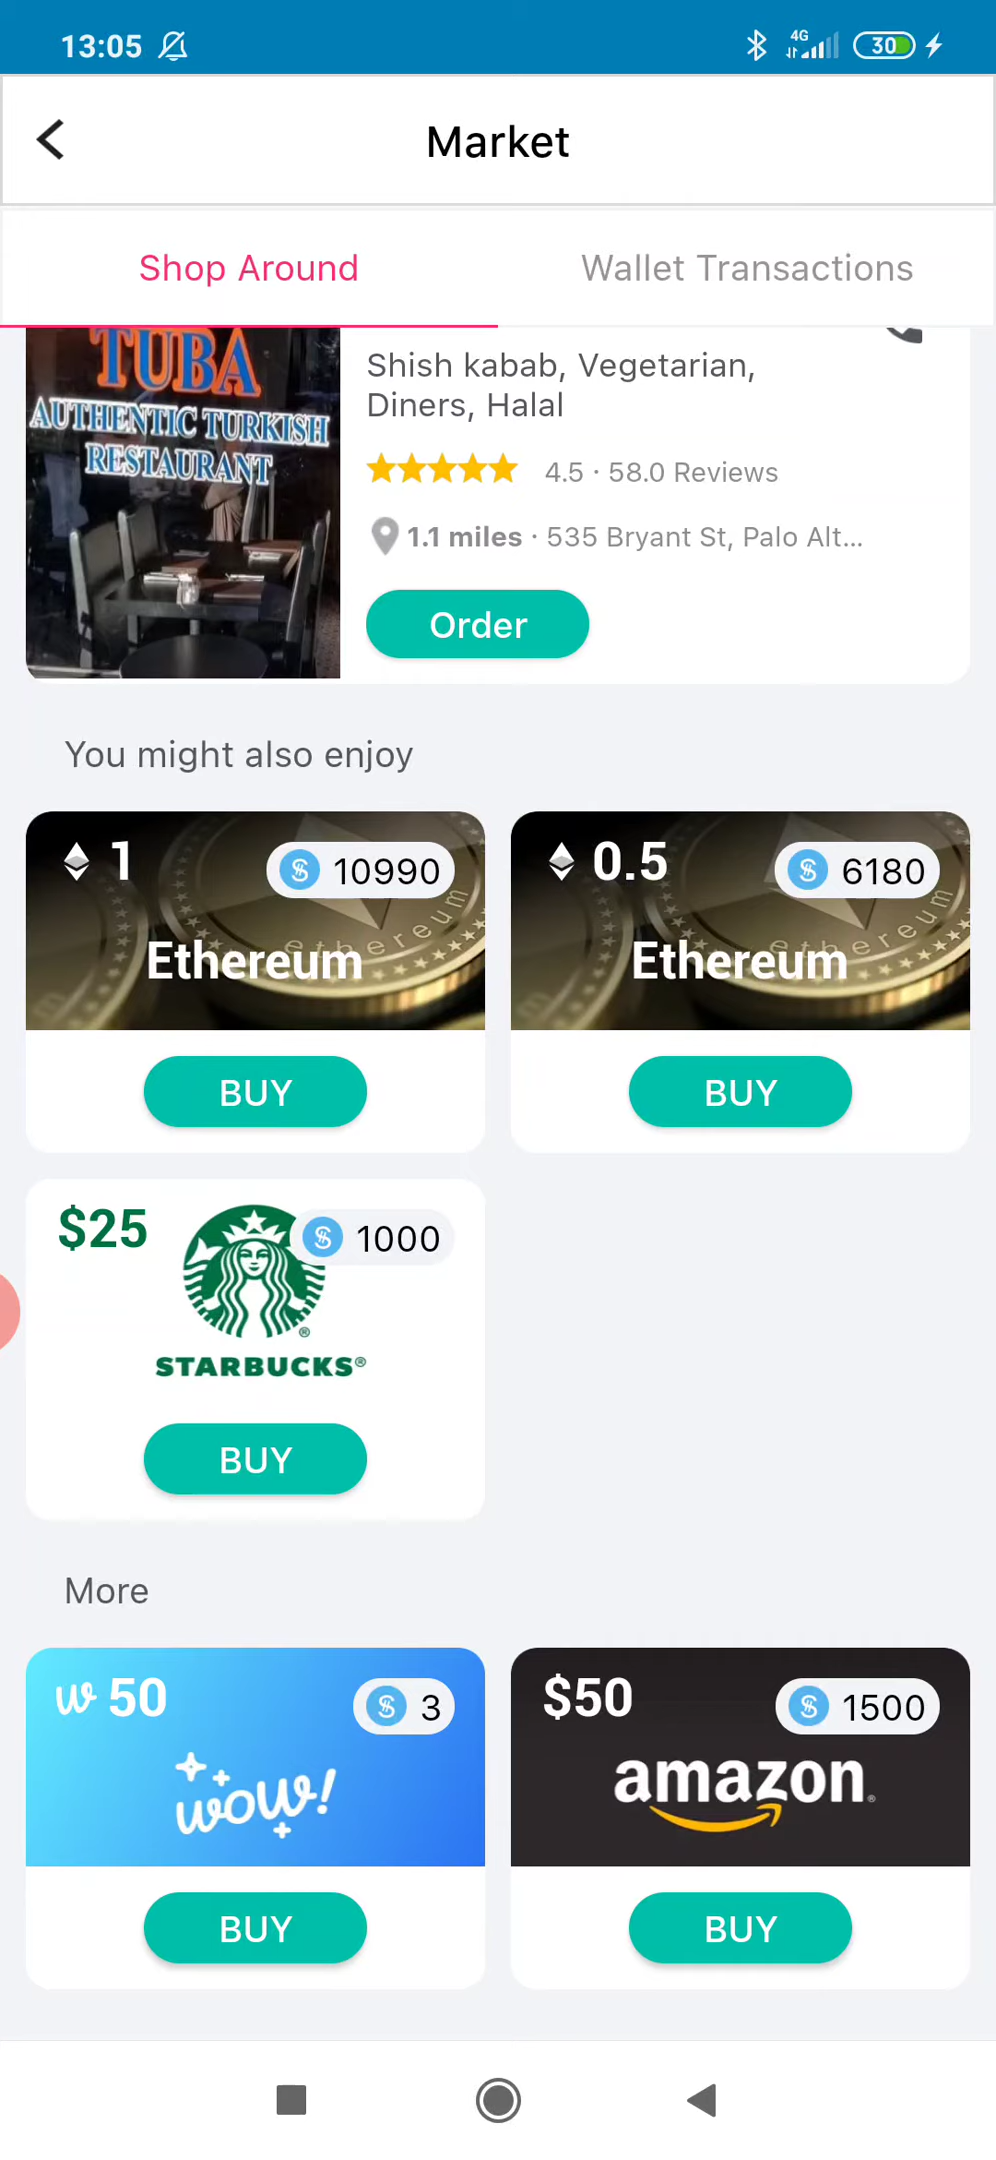 13:05
4G
30
Market
Shop Around
Wallet Transactions
TUBA
AUTHENTIC TURKISH
RESTAURANT
Shish kabab, Vegetarian,
Diners, Halal
4.5 · 58.0 Reviews
1.1 miles · 535 Bryant St, Palo Alt...
Order
You might also enjoy
1
10990
ethereum
Ethereum
BUY
0.5
6180
ethereum
Ethereum
BUY
$25
1000
STARBUCKS®
BUY
More
w 50
3
wow!
BUY
$50
1500
amazon®
BUY